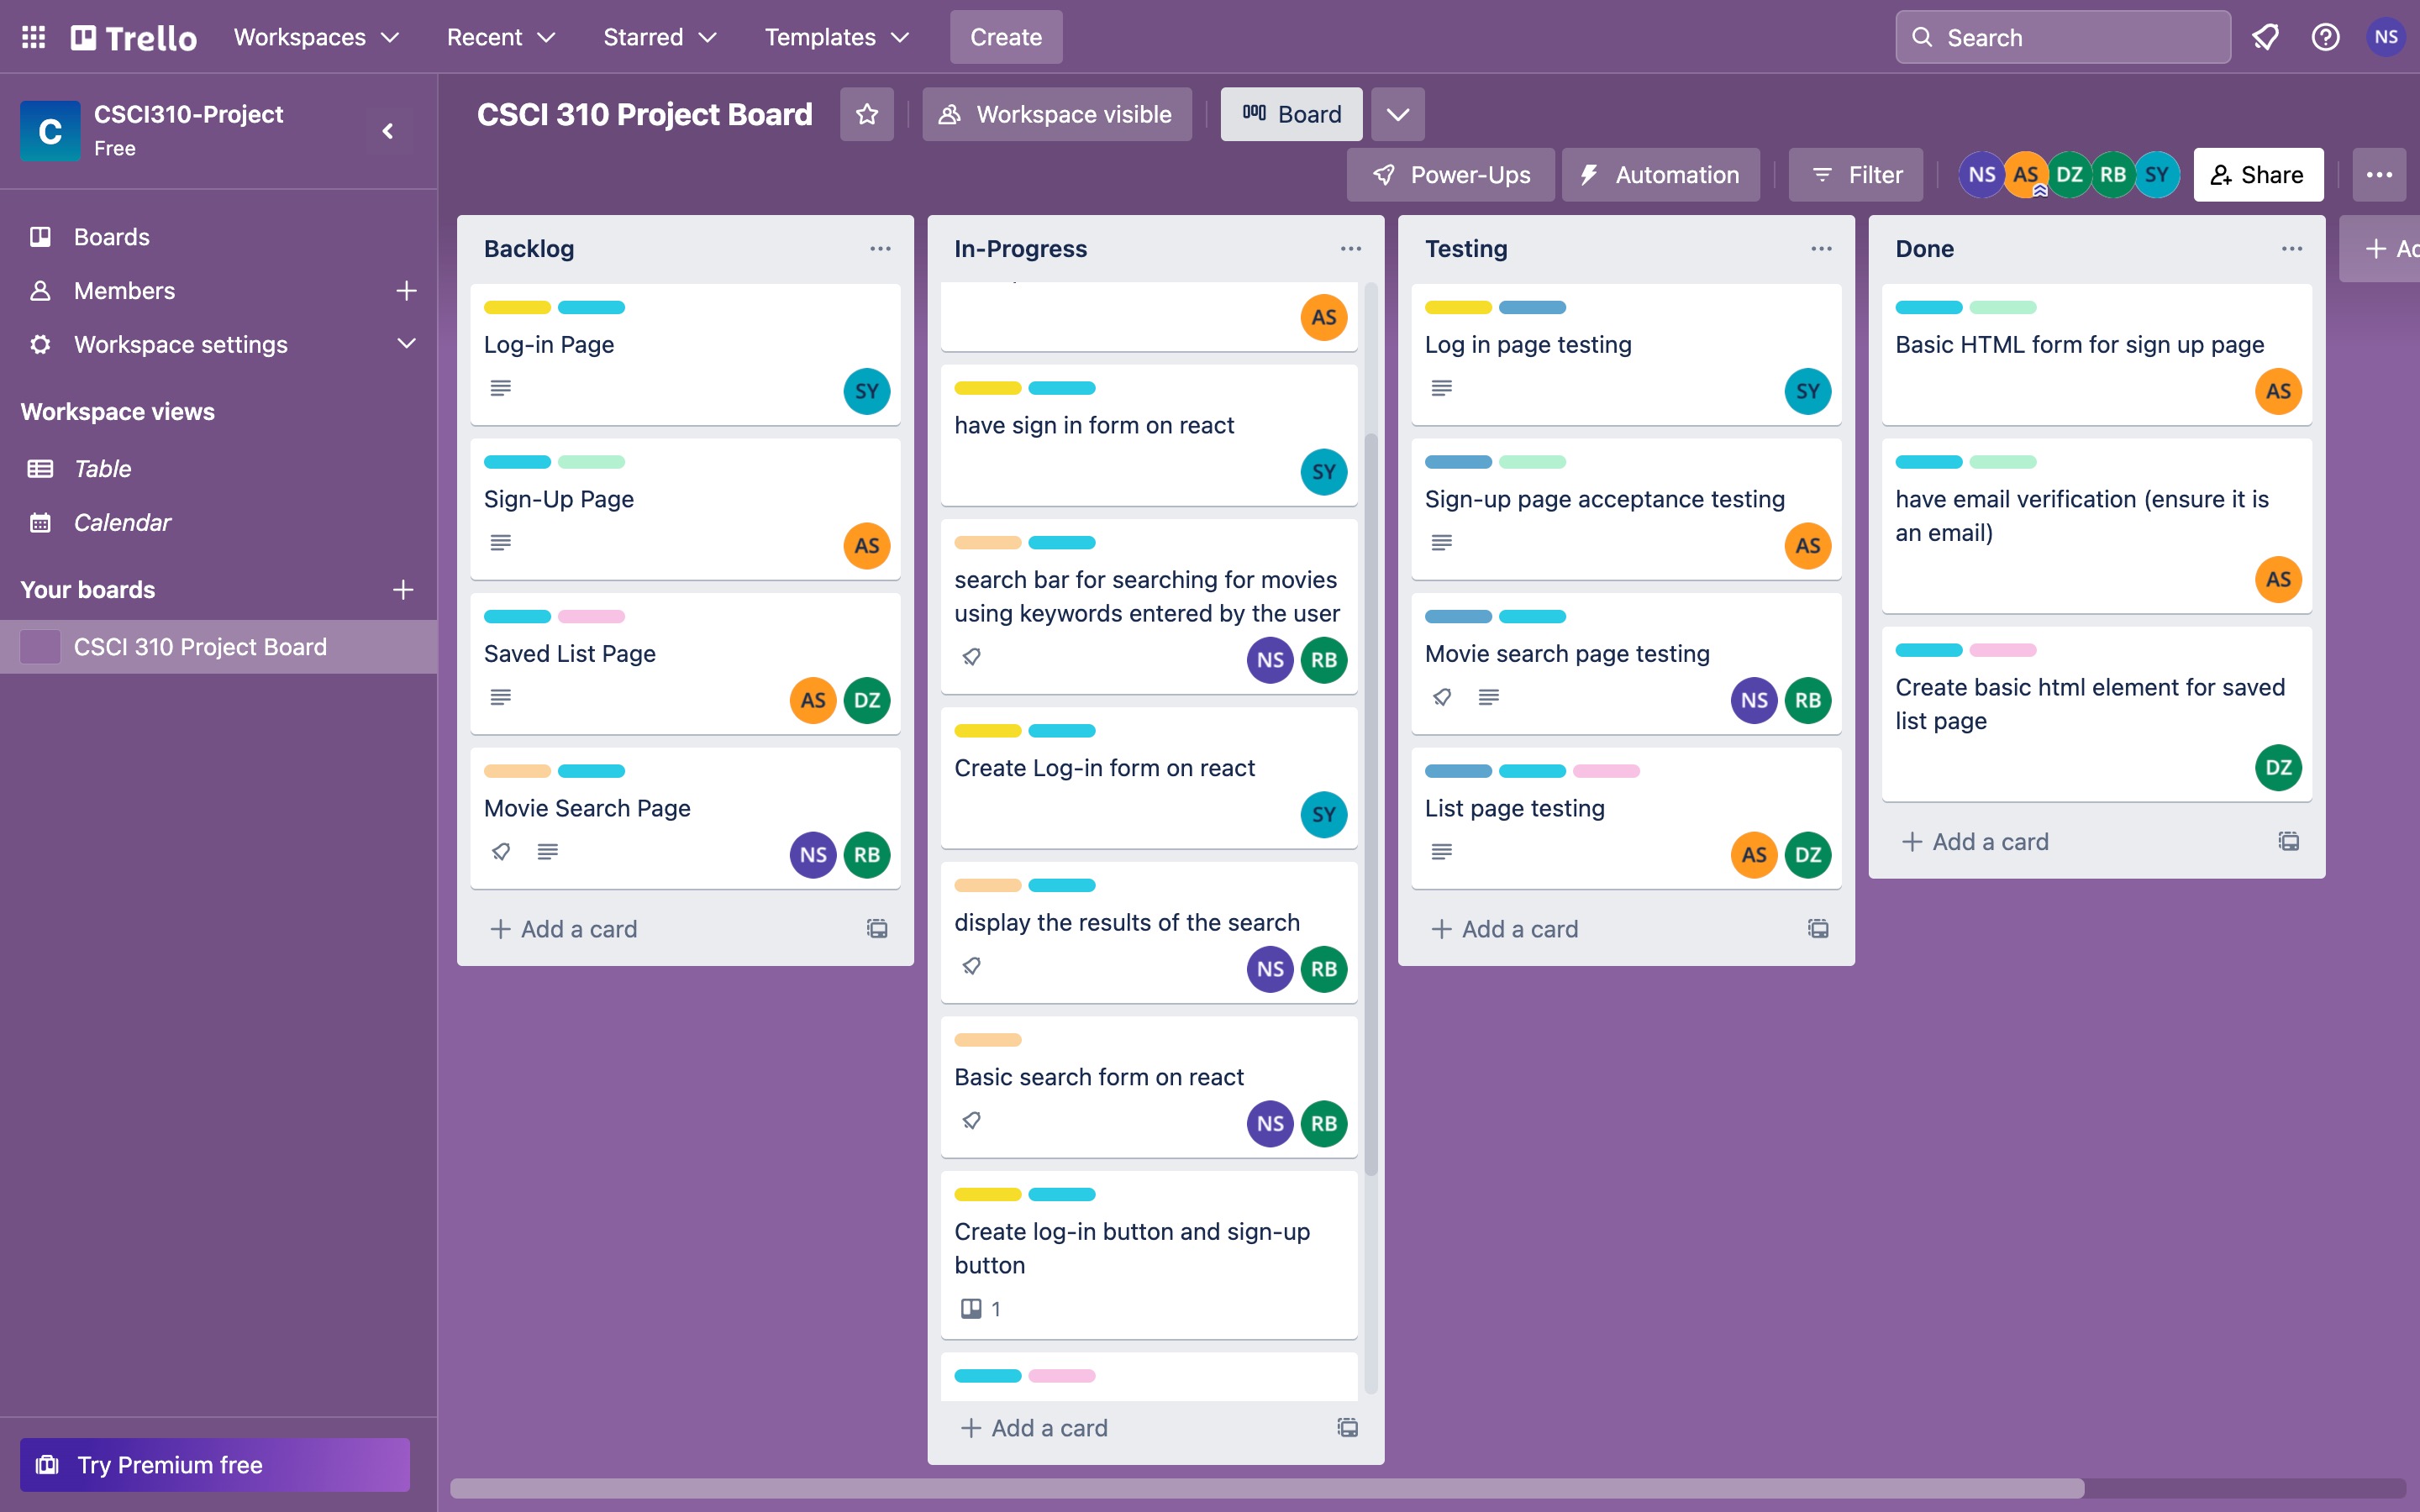 Trello
Workspaces
Recent
Starred
Templates
Create
Search
NS
C
CSCI310-Project
Free
Boards
Members
Workspace settings
Workspace views
Table
Calendar
Your boards
CSCI 310 Project Board
Try Premium free
CSCI 310 Project Board
Workspace visible
Board
Power-Ups
Automation
Filter
NS AS DZ RB SY
Share
Backlog
Log-in Page
SY
Sign-Up Page
AS
Saved List Page
AS DZ
Movie Search Page
NS RB
Add a card
In-Progress
AS
have sign in form on react
SY
search bar for searching for movies
using keywords entered by the user
NS RB
Create Log-in form on react
SY
display the results of the search
NS RB
Basic search form on react
NS RB
Create log-in button and sign-up
button
1
Add a card
Testing
Log in page testing
SY
Sign-up page acceptance testing
AS
Movie search page testing
NS RB
List page testing
AS DZ
Add a card
Done
Basic HTML form for sign up page
AS
have email verification (ensure it is
an email)
AS
Create basic html element for saved
list page
DZ
Add a card